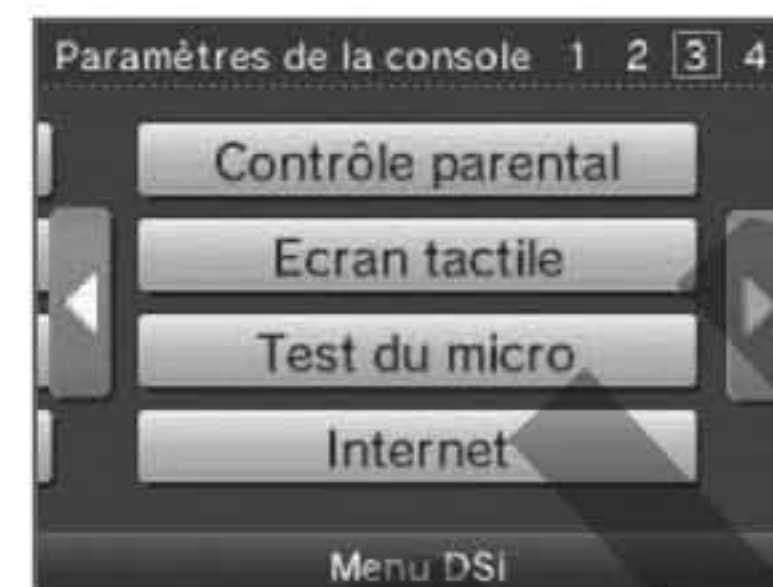 Paramètres de la console 1 2 3 4
Contrôle parental
Ecran tactile
Test du micro
Internet
Menu DSi